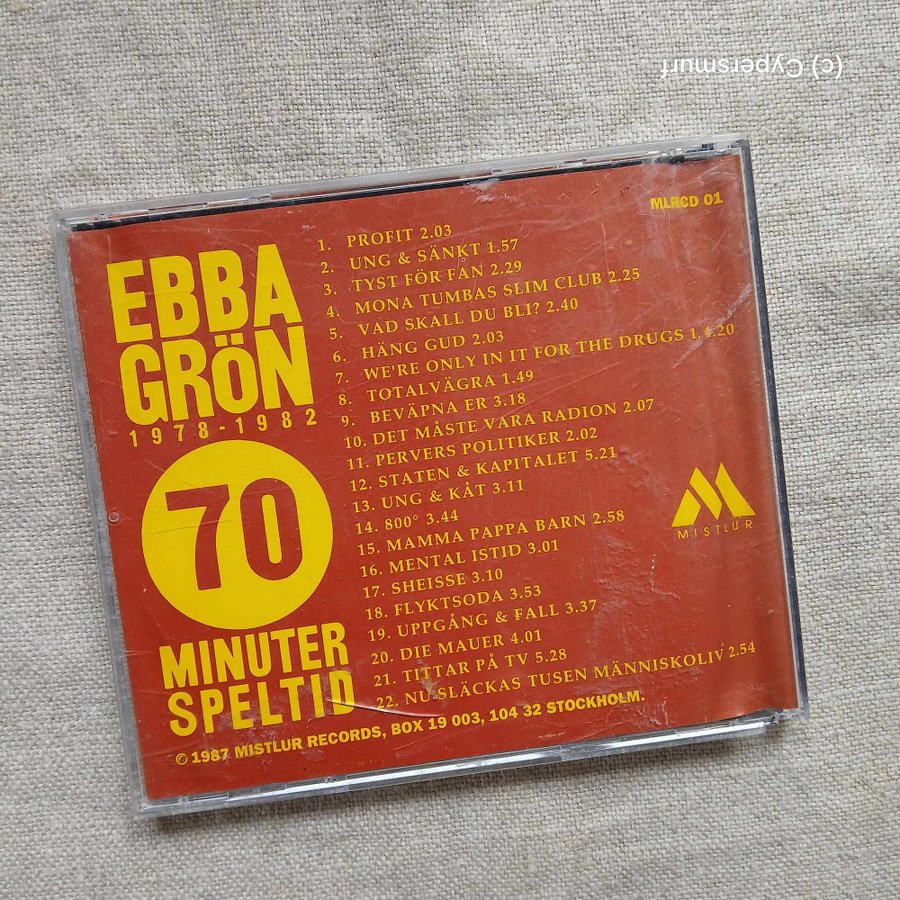 (c) Cypersmurf
MLRCD 01
EBBA
GRÖN
1978-1982
70
MINUTER
SPELTID
1. PROFIT 2.03
2. UNG & SÄNKT 1.57
3. TYST FÖR FAN 2.29
4. MONA TUMBAS SLIM CLUB 2.25
5. VAD SKALL DU BLI? 2.40
6. HÄNG GUD 2.03
7. WE'RE ONLY IN IT FOR THE DRUGS 1. 4.20
8. TOTALVÄGRA 1.49
9. BEVÄPNA ER 3.18
10. DET MÅSTE VARA RADION 2.07
11. PERVERS POLITIKER 2.02
12. STATEN & KAPITALET 5.21
13. UNG & KÅT 3.11
14. 800° 3.44
15. MAMMA PAPPA BARN 2.58
16. MENTAL ISTID 3.01
17. SHEISSE 3.10
18. FLYKTSODA 3.53
19. UPPGÅNG & FALL 3.37
20. DIE MAUER 4.01
21. TITTAR PÅ TV 5.28
22. NU SLÄCKAS TUSEN MÄNNISKOLIV 2.54
MISTLUR
© 1987 MISTLUR RECORDS, BOX 19 003, 104 32 STOCKHOLM.